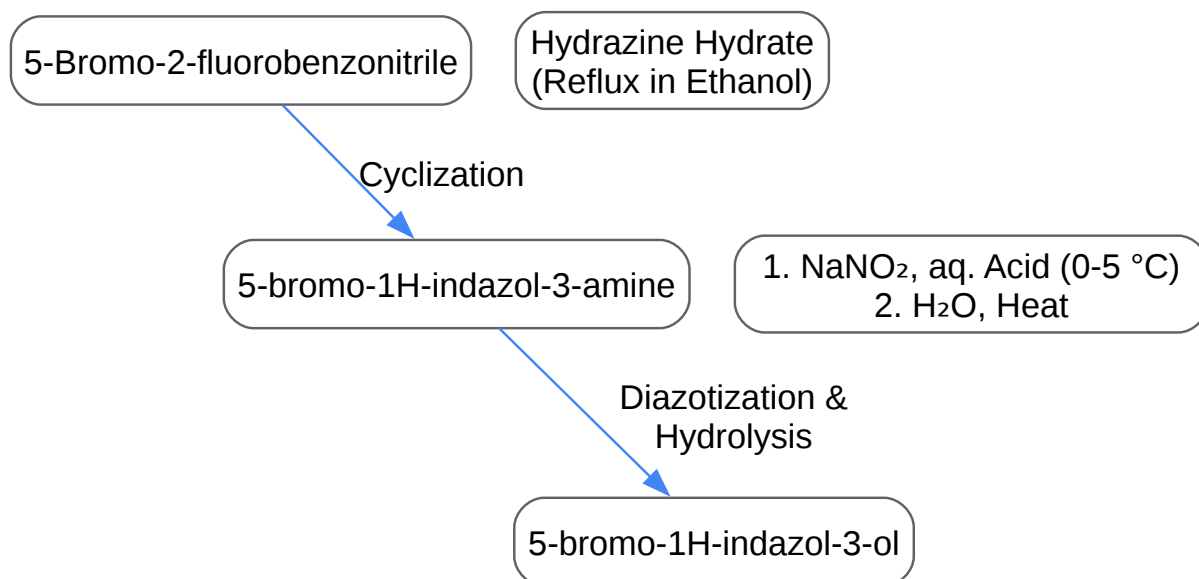 5-Bromo-2-fluorobenzonitrile
Hydrazine Hydrate
(Reflux in Ethanol)
Cyclization
5-bromo-1H-indazol-3-amine
1. NaNO₂, aq. Acid (0-5 °C)
2. H₂O, Heat
Diazotization &
Hydrolysis
5-bromo-1H-indazol-3-ol